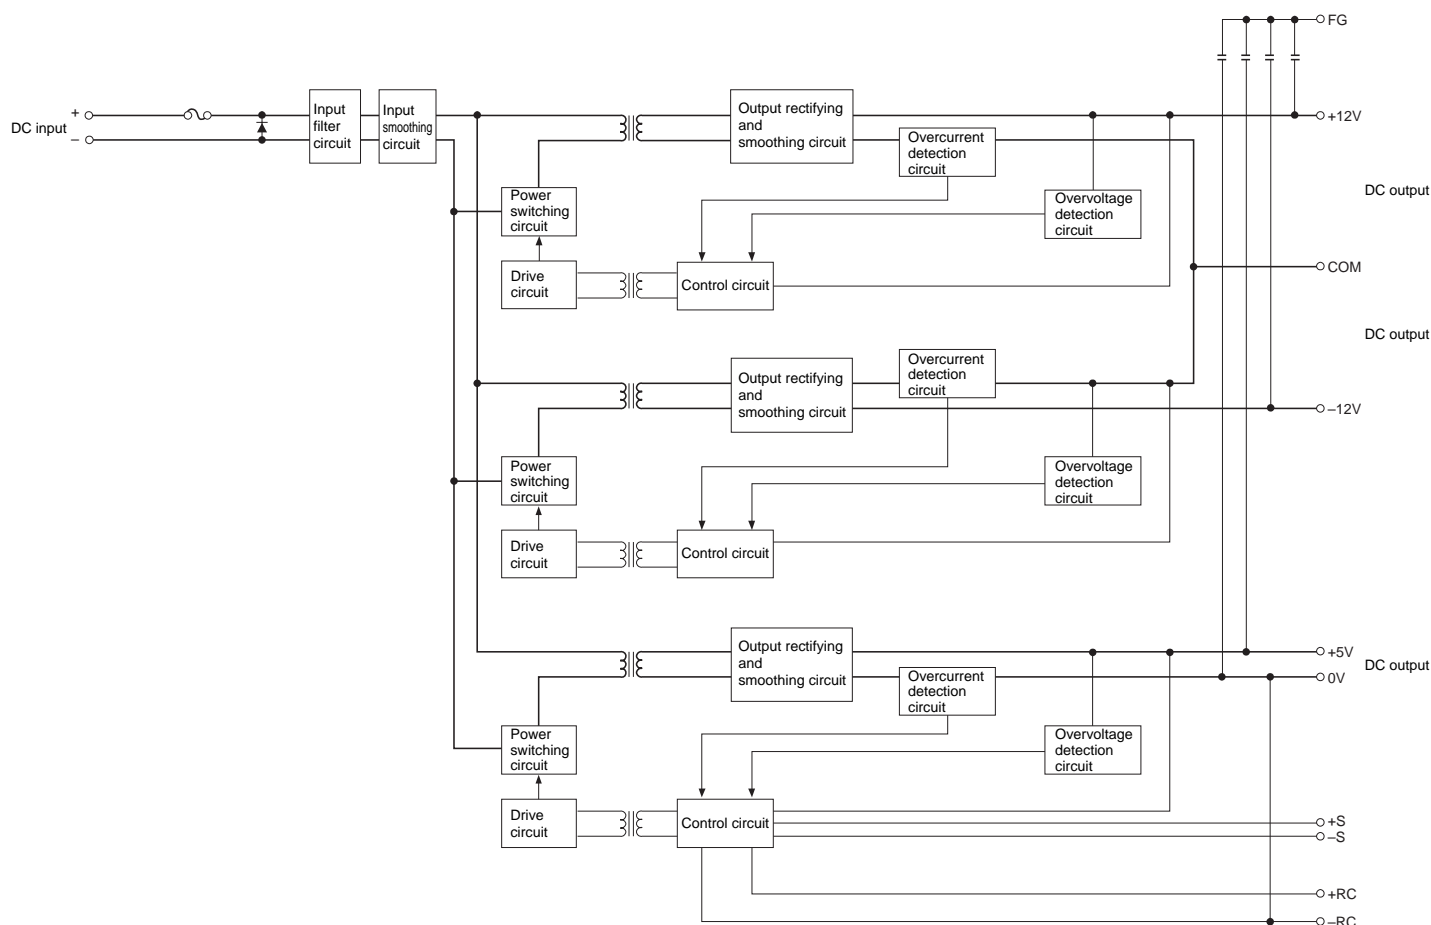 FG
DC input
+
–
Input
filter
circuit
Input
smoothing
circuit
Output rectifying
and
smoothing circuit
Overcurrent
detection
circuit
+12V
Power
switching
circuit
Overvoltage
detection
circuit
DC output
Drive
circuit
Control circuit
COM
DC output
Output rectifying
and
smoothing circuit
Overcurrent
detection
circuit
–12V
Power
switching
circuit
Overvoltage
detection
circuit
Drive
circuit
Control circuit
Output rectifying
and
smoothing circuit
Overcurrent
detection
circuit
+5V
0V
DC output
Power
switching
circuit
Overvoltage
detection
circuit
Drive
circuit
Control circuit
+S
–S
+RC
–RC